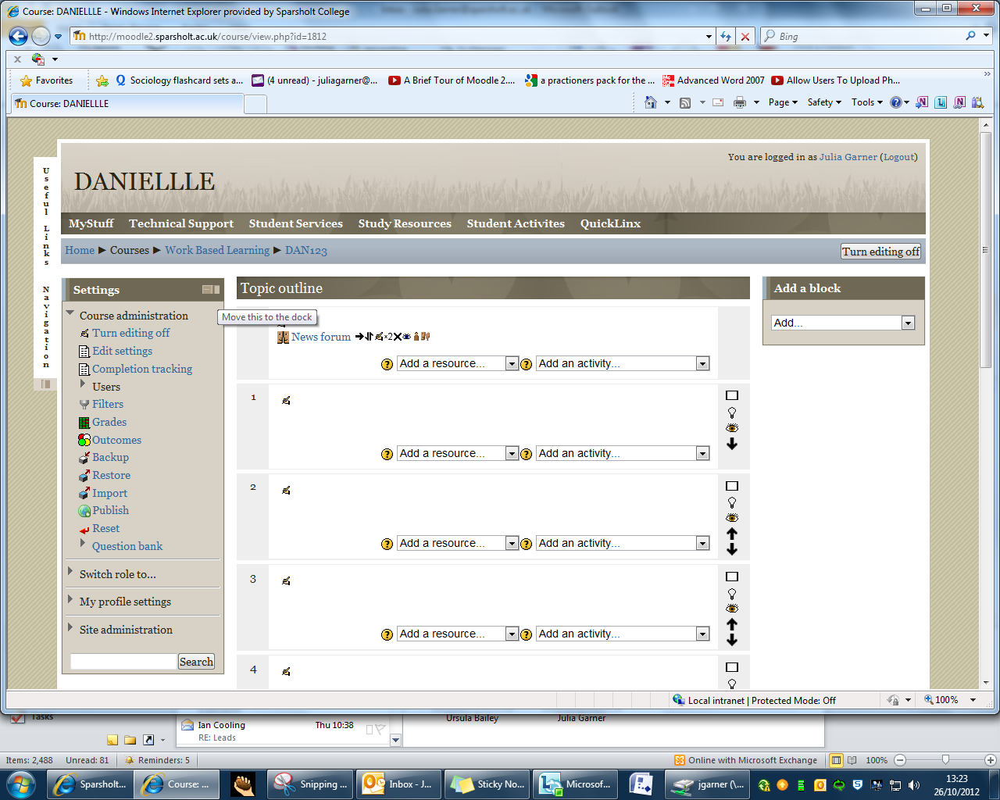 Course: DANIELLLE - Windows Internet Explorer provided by Sparsholt College
http://moodle2.sparsholt.ac.uk/course/view.php?id=1812
Bing
Favorites
Sociology flashcard sets a...
(4 unread) - juliagarner@...
A Brief Tour of Moodle 2....
a practioners pack for the ...
Advanced Word 2007
Allow Users To Upload Ph...
Course: DANIELLLE
Page
Safety
Tools
You are logged in as Julia Garner (Logout)
DANIELLLE
Useful Links
Navigation
MyStuff
Technical Support
Student Services
Study Resources
Student Activites
QuickLinx
Home ► Courses ► Work Based Learning ► DAN123
Turn editing off
Settings
Course administration
Turn editing off
Edit settings
Completion tracking
Users
Filters
Grades
Outcomes
Backup
Restore
Import
Publish
Reset
Question bank
Switch role to...
My profile settings
Site administration
Search
Move this to the dock
Topic outline
News forum
×2
Add a resource...
Add an activity...
1
Add a resource...
Add an activity...
2
Add a resource...
Add an activity...
3
Add a resource...
Add an activity...
4
Add a block
Add...
Local intranet | Protected Mode: Off
100%
Tasks
Ian Cooling
Thu 10:38
RE: Leads
Ursula Bailey
Julia Garner
Items: 2,488
Unread: 81
Reminders: 5
Online with Microsoft Exchange
100%
Sparsholt...
Course: ...
Snipping ...
Inbox - J...
Sticky No...
Microsof...
jgarner (\...
13:23
26/10/2012